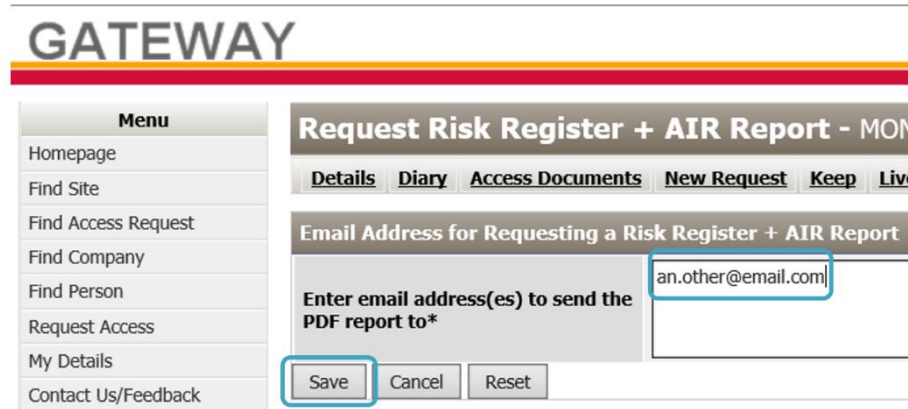 GATEWAY
Menu
Homepage
Find Site
Find Access Request
Find Company
Find Person
Request Access
My Details
Contact Us/Feedback
Request Risk Register + AIR Report - MON
Details Diary Access Documents New Request Keep Liv
Email Address for Requesting a Risk Register + AIR Report
Enter email address(es) to send the
PDF report to*
an.other@email.com
Save Cancel Reset